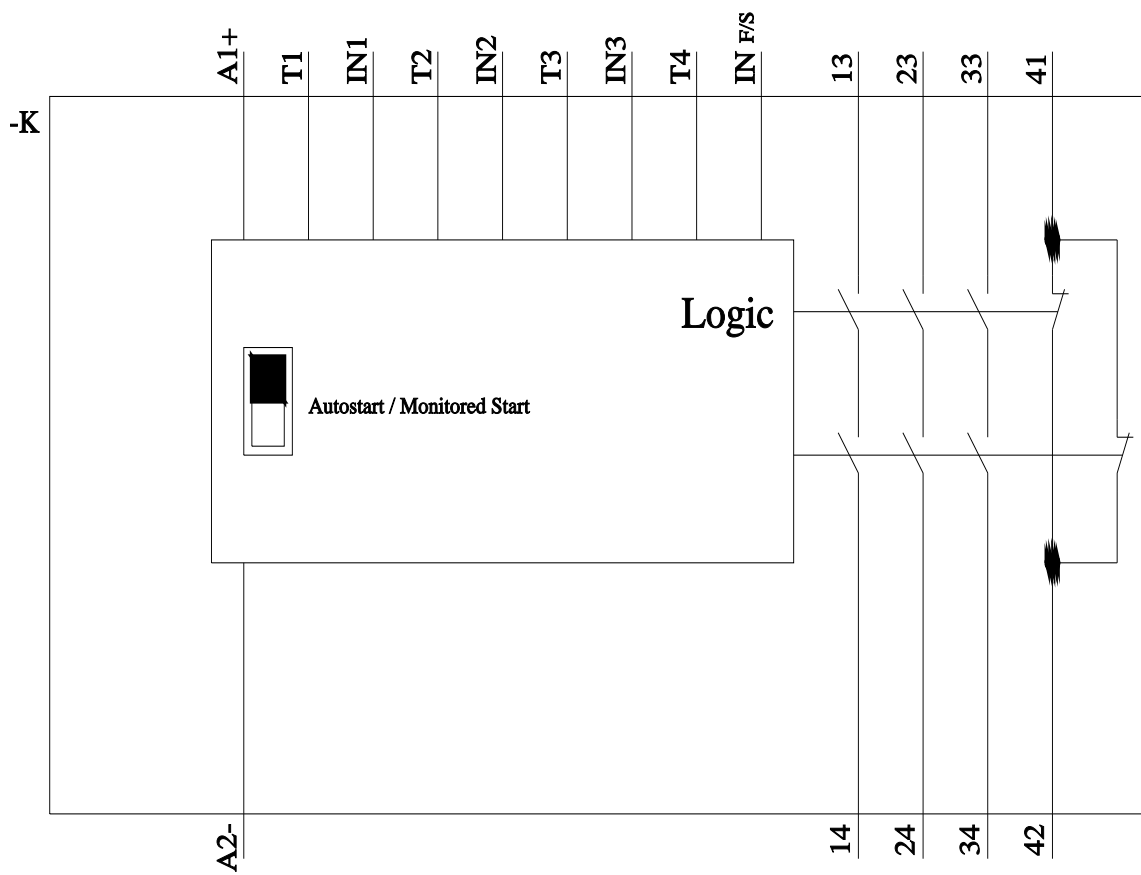 A1+
T1
IN1
T2
IN2
T3
IN3
T4
IN F/S
13
23
33
41
-K
Logic
Autostart / Monitored Start
A2-
14
24
34
42